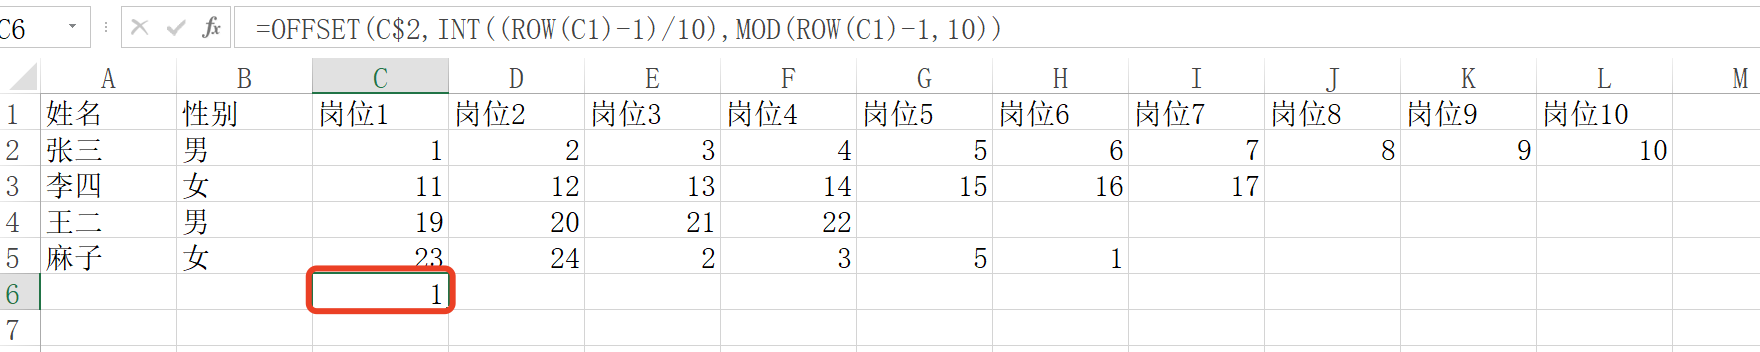 C6 fx =OFFSET(C$2,INT((ROW(C1)-1)/10),MOD(ROW(C1)-1,10))
A B C D E F G H I J K L M
1 姓名 性别 岗位1 岗位2 岗位3 岗位4 岗位5 岗位6 岗位7 岗位8 岗位9 岗位10
2 张三 男 1 2 3 4 5 6 7 8 9 10
3 李四 女 11 12 13 14 15 16 17
4 王二 男 19 20 21 22
5 麻子 女 23 24 2 3 5 1
6 1
7